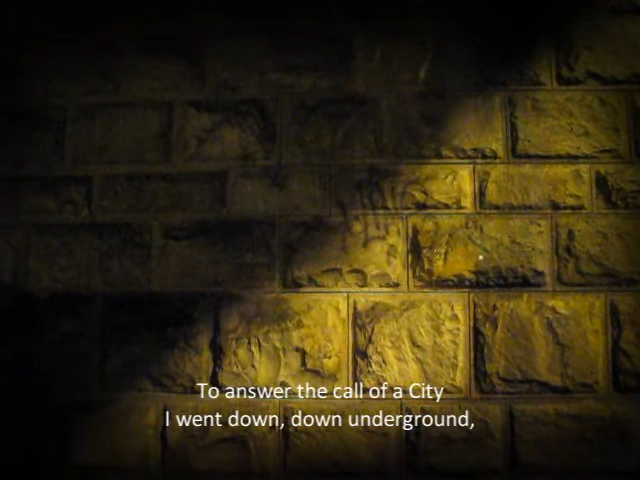 To answer the call of a City
I went down, down underground,